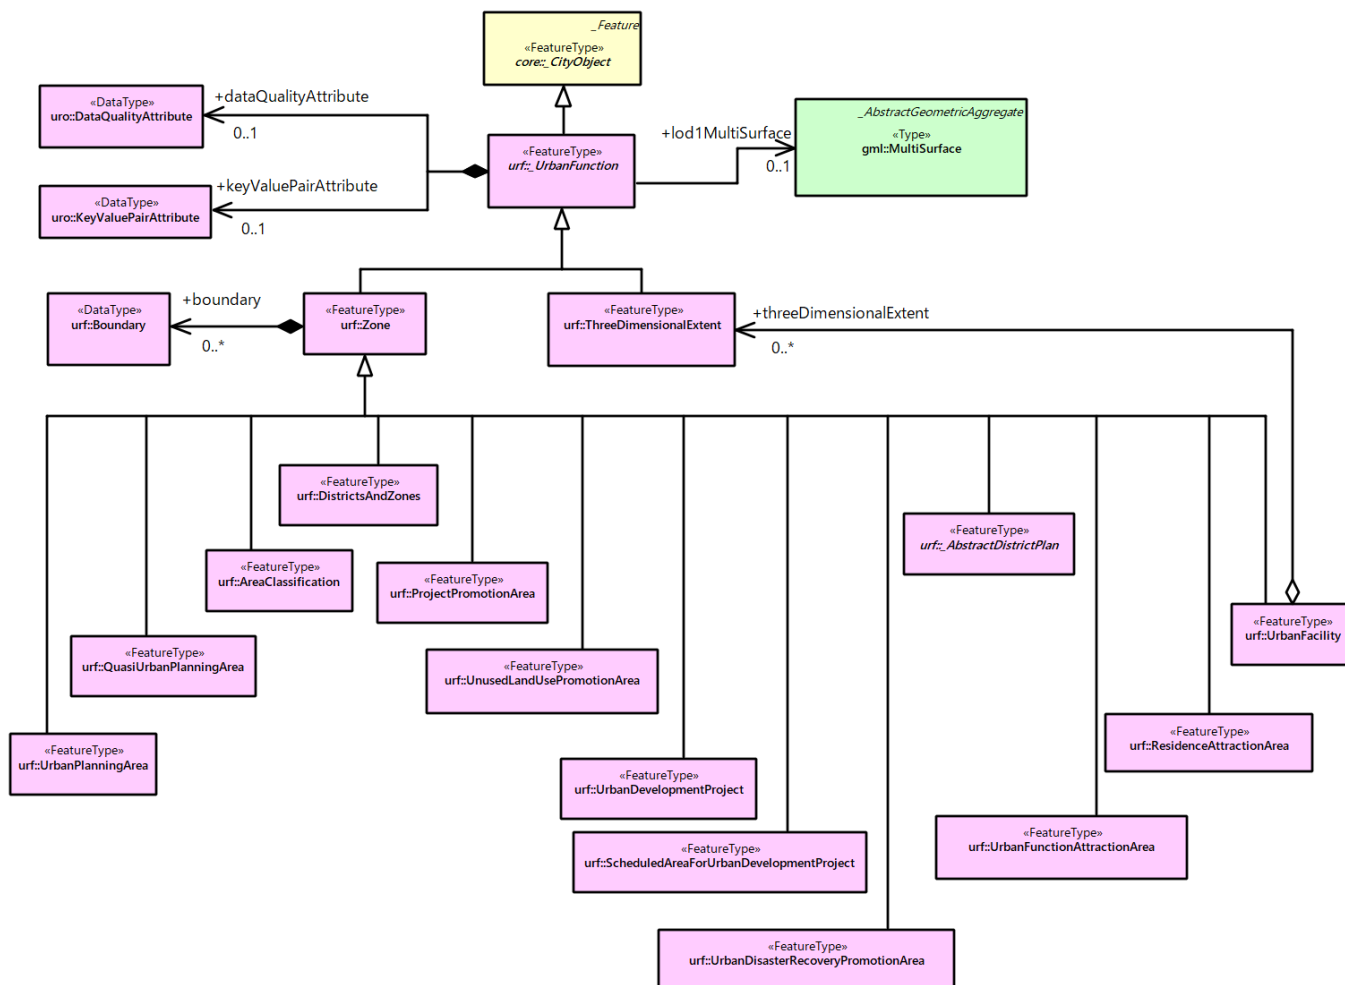 _Feature
«FeatureType»
core::_CityObject
«DataType»
uro::DataQualityAttribute
+dataQualityAttribute
0..1
«FeatureType»
urf::_UrbanFunction
+lod1MultiSurface
0..1
_AbstractGeometricAggregate
«Type»
gml::MultiSurface
«DataType»
uro::KeyValuePairAttribute
+keyValuePairAttribute
0..1
«DataType»
urf::Boundary
+boundary
0..*
«FeatureType»
urf::Zone
«FeatureType»
urf::ThreeDimensionalExtent
+threeDimensionalExtent
0..*
«FeatureType»
urf::DistrictsAndZones
«FeatureType»
urf::_AbstractDistrictPlan
«FeatureType»
urf::AreaClassification
«FeatureType»
urf::ProjectPromotionArea
«FeatureType»
urf::UrbanFacility
«FeatureType»
urf::QuasiUrbanPlanningArea
«FeatureType»
urf::UnusedLandUsePromotionArea
«FeatureType»
urf::ResidenceAttractionArea
«FeatureType»
urf::UrbanPlanningArea
«FeatureType»
urf::UrbanDevelopmentProject
«FeatureType»
urf::UrbanFunctionAttractionArea
«FeatureType»
urf::ScheduledAreaForUrbanDevelopmentProject
«FeatureType»
urf::UrbanDisasterRecoveryPromotionArea